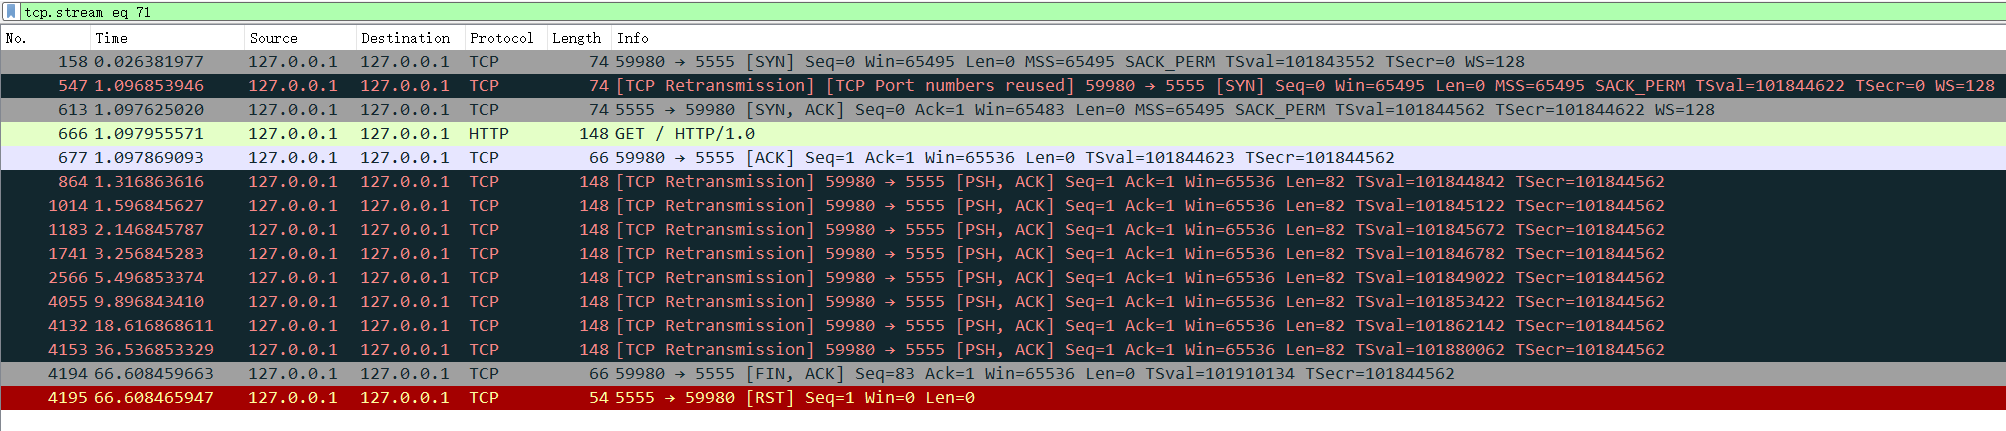 tcp.stream eq 71
No. Time Source Destination Protocol Length Info
158 0.026381977 127.0.0.1 127.0.0.1 TCP 74 59980 → 5555 [SYN] Seq=0 Win=65495 Len=0 MSS=65495 SACK_PERM TSval=101843552 TSecr=0 WS=128
547 1.096853946 127.0.0.1 127.0.0.1 TCP 74 [TCP Retransmission] [TCP Port numbers reused] 59980 → 5555 [SYN] Seq=0 Win=65495 Len=0 MSS=65495 SACK_PERM TSval=101844622 TSecr=0 WS=128
613 1.097625020 127.0.0.1 127.0.0.1 TCP 74 5555 → 59980 [SYN, ACK] Seq=0 Ack=1 Win=65483 Len=0 MSS=65495 SACK_PERM TSval=101844562 TSecr=101844622 WS=128
666 1.097955571 127.0.0.1 127.0.0.1 HTTP 148 GET / HTTP/1.0
677 1.097869093 127.0.0.1 127.0.0.1 TCP 66 59980 → 5555 [ACK] Seq=1 Ack=1 Win=65536 Len=0 TSval=101844623 TSecr=101844562
864 1.316863616 127.0.0.1 127.0.0.1 TCP 148 [TCP Retransmission] 59980 → 5555 [PSH, ACK] Seq=1 Ack=1 Win=65536 Len=82 TSval=101844842 TSecr=101844562
1014 1.596845627 127.0.0.1 127.0.0.1 TCP 148 [TCP Retransmission] 59980 → 5555 [PSH, ACK] Seq=1 Ack=1 Win=65536 Len=82 TSval=101845122 TSecr=101844562
1183 2.146845787 127.0.0.1 127.0.0.1 TCP 148 [TCP Retransmission] 59980 → 5555 [PSH, ACK] Seq=1 Ack=1 Win=65536 Len=82 TSval=101845672 TSecr=101844562
1741 3.256845283 127.0.0.1 127.0.0.1 TCP 148 [TCP Retransmission] 59980 → 5555 [PSH, ACK] Seq=1 Ack=1 Win=65536 Len=82 TSval=101846782 TSecr=101844562
2566 5.496853374 127.0.0.1 127.0.0.1 TCP 148 [TCP Retransmission] 59980 → 5555 [PSH, ACK] Seq=1 Ack=1 Win=65536 Len=82 TSval=101849022 TSecr=101844562
4055 9.896843410 127.0.0.1 127.0.0.1 TCP 148 [TCP Retransmission] 59980 → 5555 [PSH, ACK] Seq=1 Ack=1 Win=65536 Len=82 TSval=101853422 TSecr=101844562
4132 18.616868611 127.0.0.1 127.0.0.1 TCP 148 [TCP Retransmission] 59980 → 5555 [PSH, ACK] Seq=1 Ack=1 Win=65536 Len=82 TSval=101862142 TSecr=101844562
4153 36.536853329 127.0.0.1 127.0.0.1 TCP 148 [TCP Retransmission] 59980 → 5555 [PSH, ACK] Seq=1 Ack=1 Win=65536 Len=82 TSval=101880062 TSecr=101844562
4194 66.608459663 127.0.0.1 127.0.0.1 TCP 66 59980 → 5555 [FIN, ACK] Seq=83 Ack=1 Win=65536 Len=0 TSval=101910134 TSecr=101844562
4195 66.608465947 127.0.0.1 127.0.0.1 TCP 54 5555 → 59980 [RST] Seq=1 Win=0 Len=0